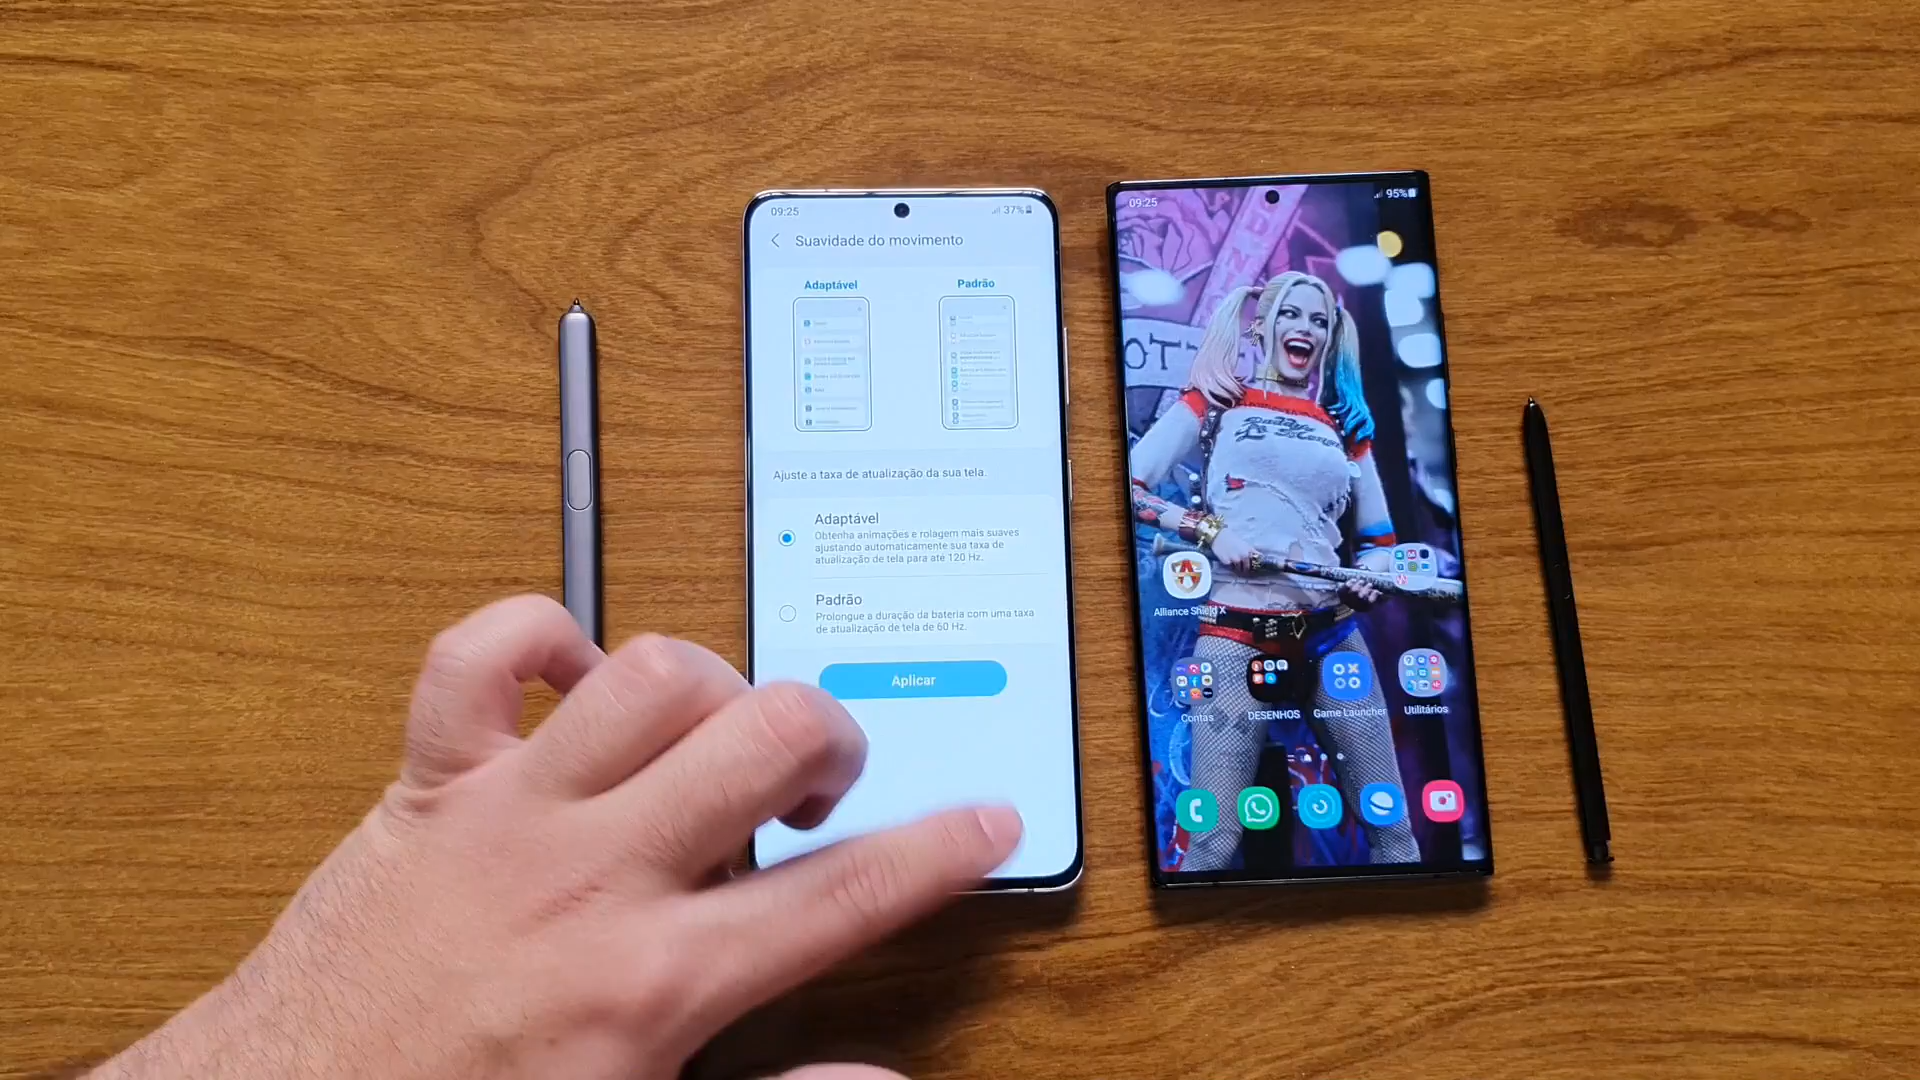 09:25
37%
Suavidade do movimento
Adaptável
Padrão
Ajuste a taxa de atualização da sua tela.
Adaptável
Obtenha animações e rolagem mais suaves
ajustando automaticamente sua taxa de
atualização de tela para até 120 Hz.
Padrão
Prolongue a duração da bateria com uma taxa
de atualização de tela de 60 Hz.
Aplicar
09:25
95%
Alliance Shield X
Contas
DESENHOS
Game Launcher
Utilitários